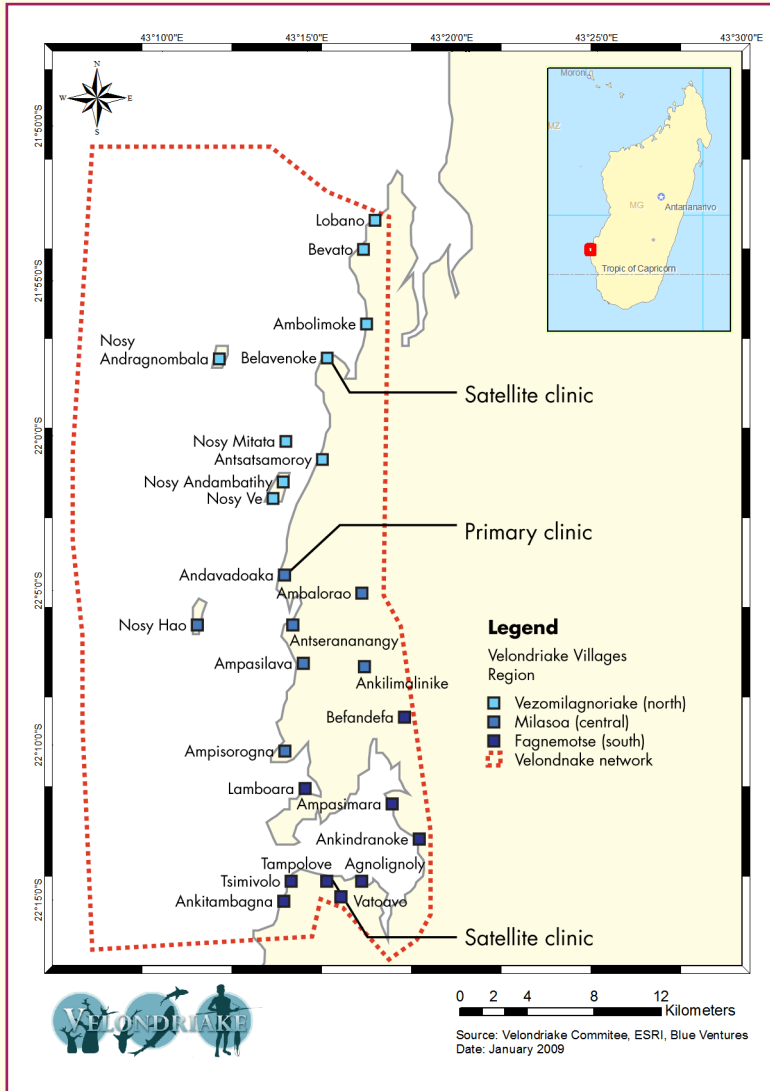 43°10'0"E 43°15'0"E 43°20'0"E 43°25'0"E 43°30'0"E
N
W E
S
21°50'0"S
21°55'0"S
22°0'0"S
22°5'0"S
22°10'0"S
22°15'0"S
Moroni
MZ
MG
Antananarivo
Tropic of Capricorn
Lobano
Bevato
Ambolimoke
Nosy
Andragnombala
Belavenoke
Satellite clinic
Nosy Mitata
Antsatsamoroy
Nosy Andambatihy
Nosy Ve
Primary clinic
Andavadoaka
Ambalorao
Nosy Hao
Antserananangy
Ampasilava
Ankilimalinike
Befandefa
Ampisorogna
Lamboara
Ampasimara
Ankindranoke
Tampolove Agnolignoly
Tsimivolo
Ankitambagna
Vatoavo
Satellite clinic
Legend
Velondriake Villages
Region
Vezomilagnoriake (north)
Milasoa (central)
Fagnemotse (south)
Velondnake network
VELONDRIAKE
0 2 4 8 12
Kilometers
Source: Velondriake Commitee, ESRI, Blue Ventures
Date: January 2009